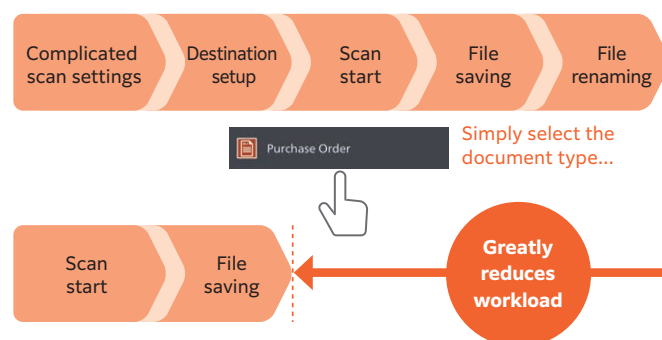 Complicated
scan settings
Destination
setup
Scan
start
File
saving
File
renaming
Purchase Order
Simply select the
document type...
Scan
start
File
saving
Greatly
reduces
workload